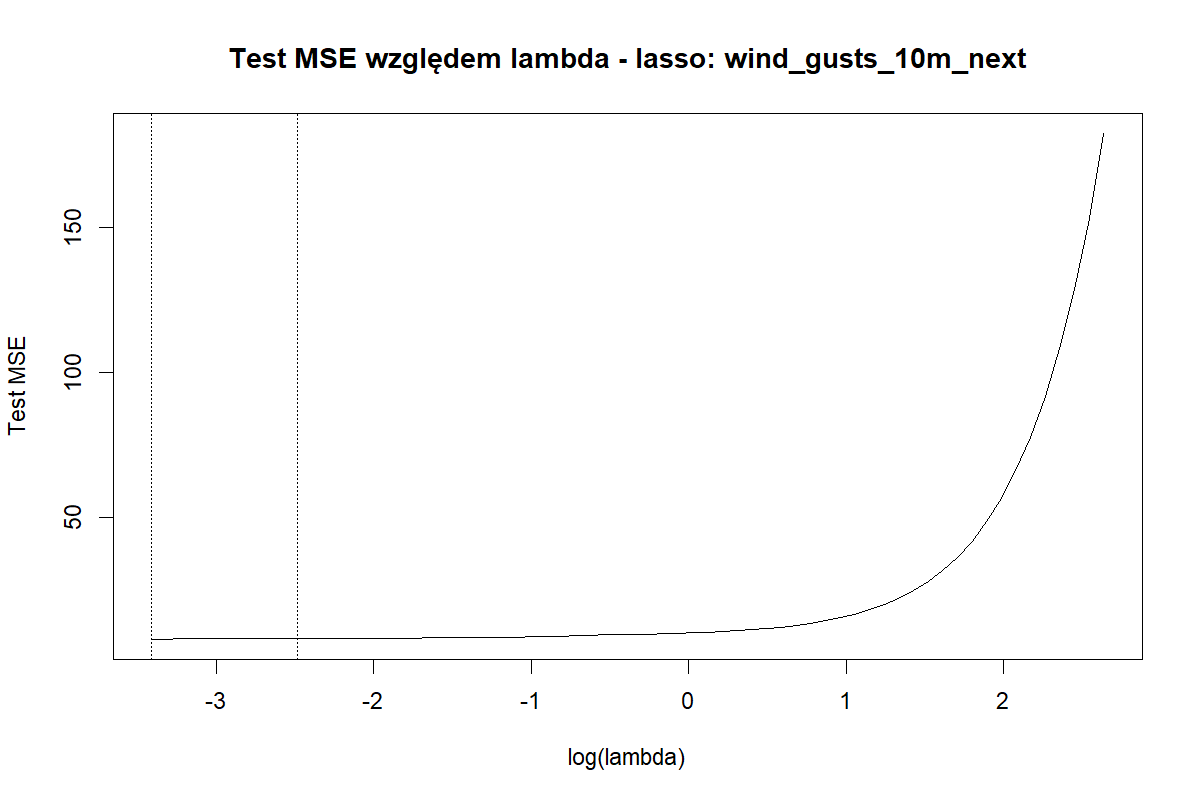 Test MSE względem lambda - lasso: wind_gusts_10m_next
Test MSE
150
100
50
-3 -2 -1 0 1 2
log(lambda)